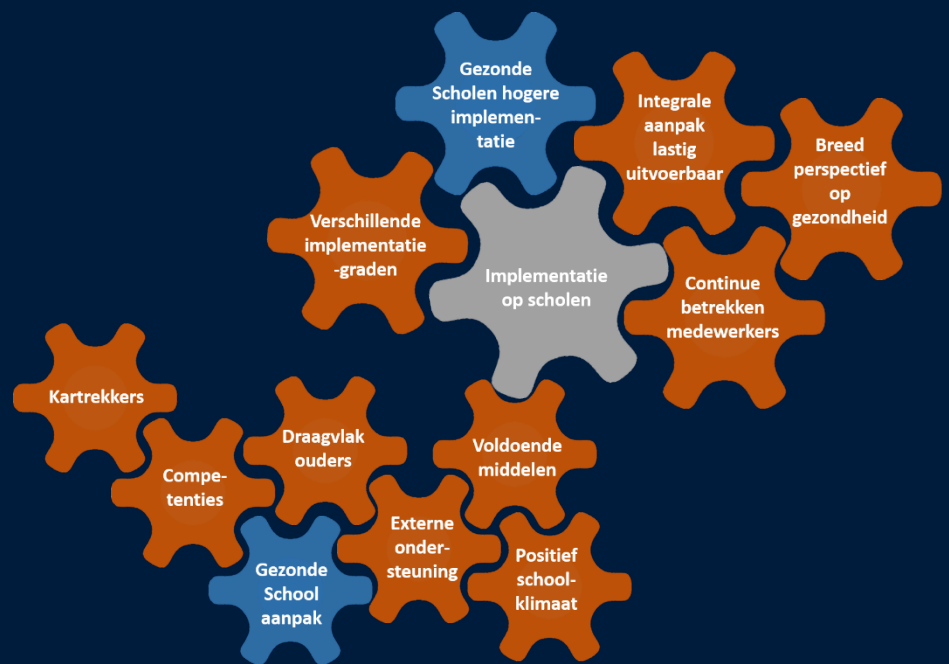 Gezonde
Scholen hogere
implemen-
tatie
Integrale
aanpak
lastig
uitvoerbaar
Breed
perspectief
op
gezondheid
Verschillende
implementatie
-graden
Implementatie
op scholen
Continue
betrekken
medewerkers
Kartrekkers
Compe-
tenties
Draagvlak
ouders
Voldoende
middelen
Gezonde
School
aanpak
Externe
onder-
steuning
Positief
school-
klimaat